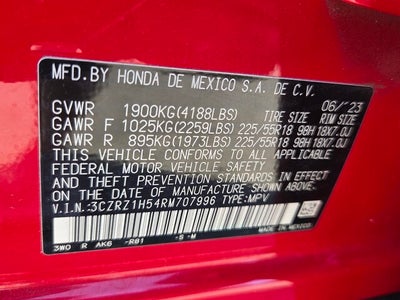 MFD.BY HONDA DE MEXICO S.A. DE C.V.
GVWR 1900KG(4188LBS) 06/'23
TIRE SIZE RIM SIZE
GAWR F 1025KG(2259LBS) 225/55R18 98H 18X7.0J
GAWR R 895KG(1973LBS) 225/55R18 98H 18X7.0J
THIS VEHICLE CONFORMS TO ALL APPLICABLE
FEDERAL MOTOR VEHICLE SAFETY AND THEFT
PREVENTION STANDARDS IN EFFECT ON THE
DATE OF MANUFACTURE SHOWN ABOVE.
V.I.N.:3CZRZ1H54RM707996 TYPE:MPV
3W0 R AK6 -R81 -S-M